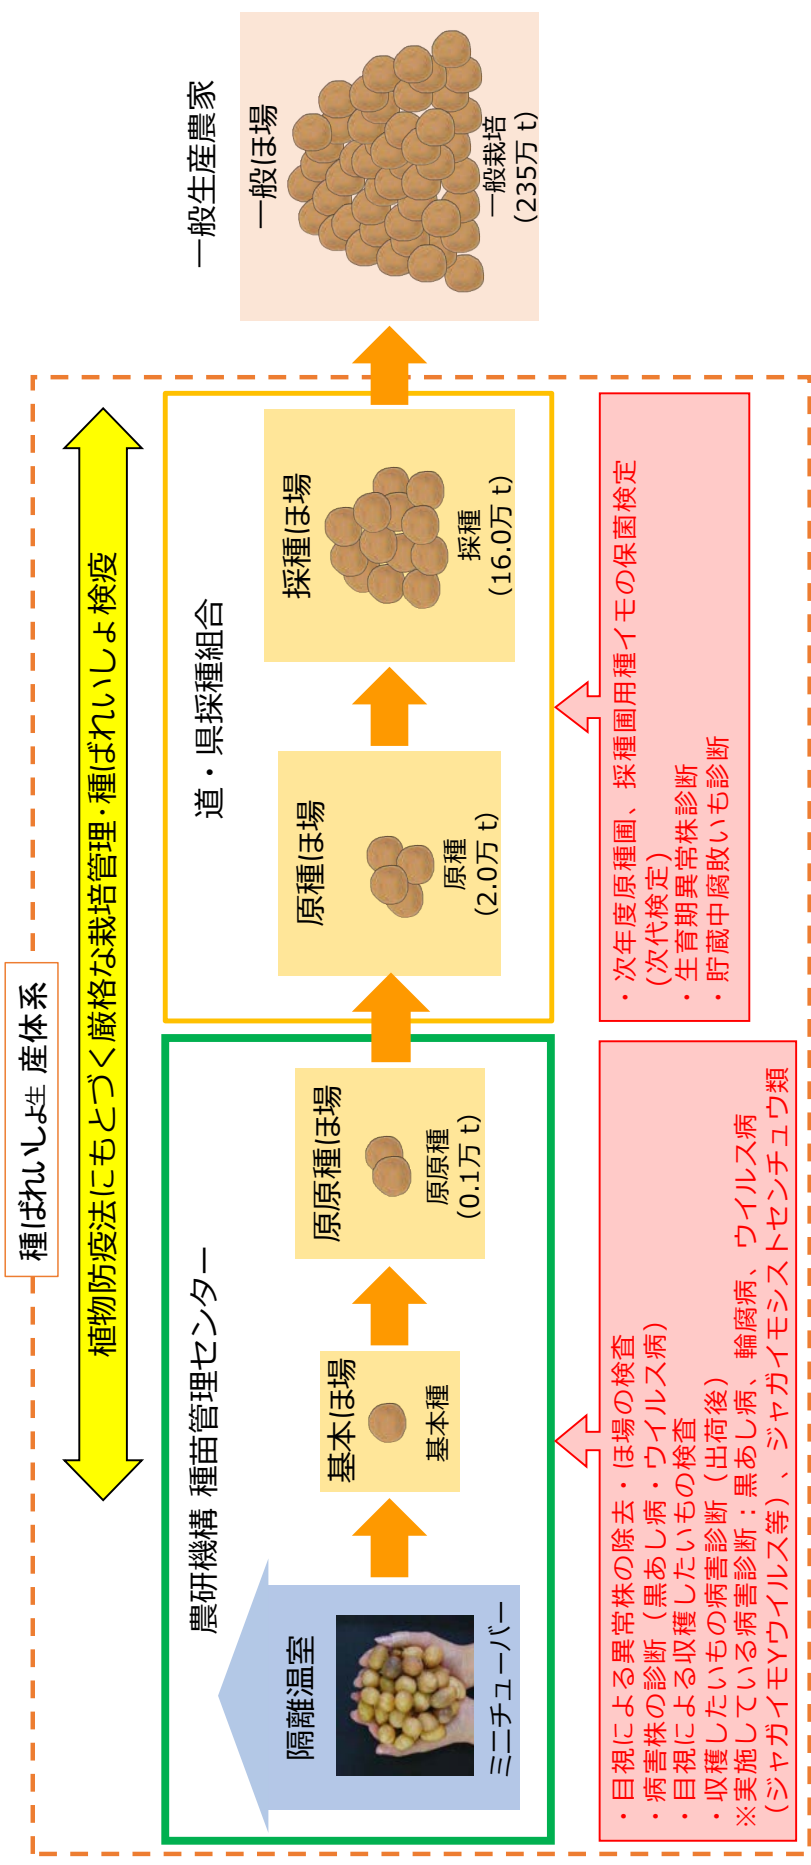 種ばれいしょ生産体系
植物防疫法にもとづく厳格な栽培管理・種ばれいしょ検疫
農研機構 種苗管理センター
隔離温室
ミニチューバー
基本ほ場
基本種
原原種ほ場
原原種
(0.1万 t)
道・県採種組合
原種ほ場
原種
(2.0万 t)
採種ほ場
採種
(16.0万 t)
一般生産農家
一般ほ場
一般栽培
(235万 t)
・目視による異常株の除去・ほ場の検査
・病害株の診断（黒あし病・ウイルス病）
・目視による収穫したいもの検査
・収穫したいもの病害診断（出荷後）
※実施している病害診断：黒あし病、輪腐病、ウイルス病
（ジャガイモYウイルス等）、ジャガイモシストセンチュウ類
・次年度原種圃、採種圃用種イモの保菌検定
（次代検定）
・生育期異常株診断
・貯蔵中腐敗いも診断